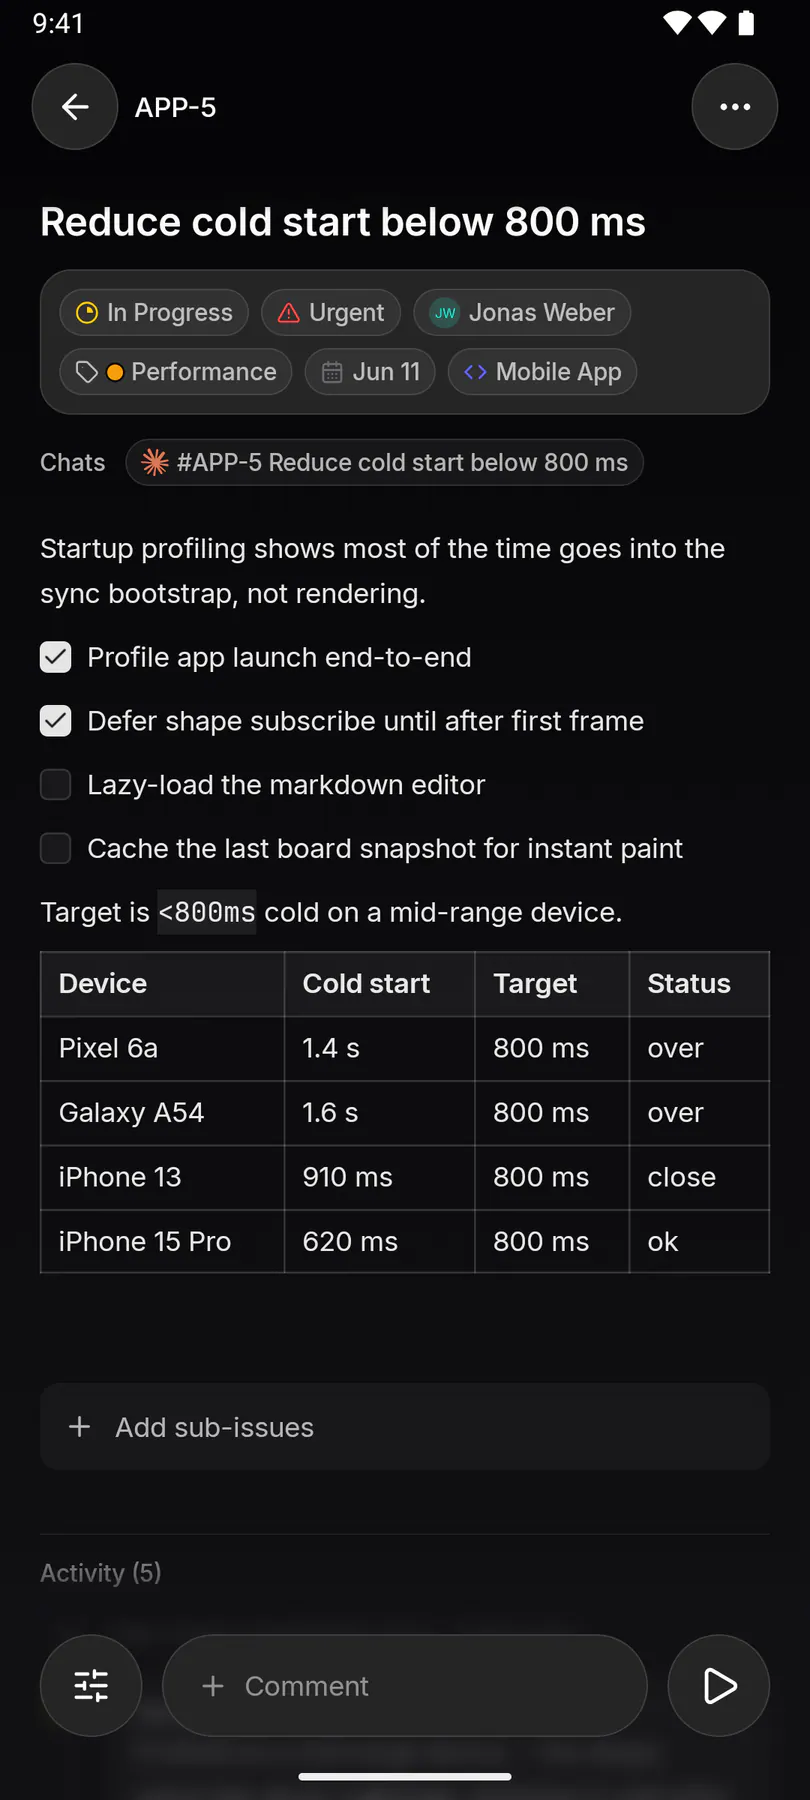 9:41
APP-5
Reduce cold start below 800 ms
In Progress
Urgent
JW Jonas Weber
Performance
Jun 11
Mobile App
Chats
#APP-5 Reduce cold start below 800 ms
Startup profiling shows most of the time goes into the
sync bootstrap, not rendering.
Profile app launch end-to-end
Defer shape subscribe until after first frame
Lazy-load the markdown editor
Cache the last board snapshot for instant paint
Target is <800ms cold on a mid-range device.
Device Cold start Target Status
Pixel 6a 1.4 s 800 ms over
Galaxy A54 1.6 s 800 ms over
iPhone 13 910 ms 800 ms close
iPhone 15 Pro 620 ms 800 ms ok
Add sub-issues
Activity (5)
Comment